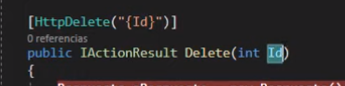 [HttpDelete("{Id}")]
0 referencias
public IActionResult Delete(int Id)
{